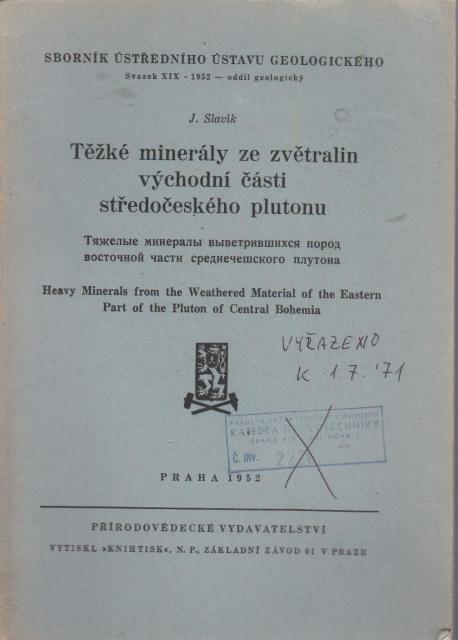 SBORNÍK ÚSTŘEDNÍHO ÚSTAVU GEOLOGICKÉHO
Svazek XIX - 1952 — oddíl geologický
J. Slavík
Těžké minerály ze zvětralin
východní části
středočeského plutonu
Тяжелые минералы выветрившихся пород
восточной части среднечешского плутона
Heavy Minerals from the Weathered Material of the Eastern
Part of the Pluton of Central Bohemia
VYŘAZENO
K 1.7.'71
KATEDRA
PRAHA
Č. INV.
PRAHA 1952
PŘÍRODOVĚDECKÉ VYDAVATELSTVÍ
VYTISKL »KNIHTISK«, N. P., ZÁKLADNÍ ZÁVOD 01 V PRAZE